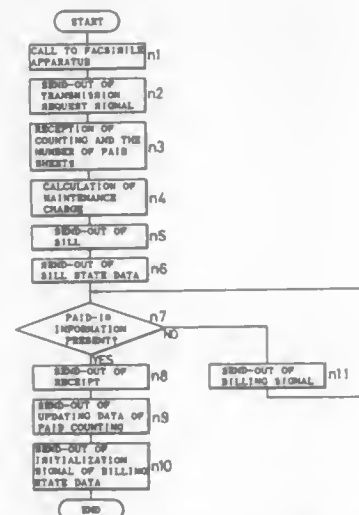 START
CALL TO FACSIMILE
APPARATUS
n1
SEND-OUT OF
TRANSMISSION
REQUEST SIGNAL
n2
RECEPTION OF
COUNTING AND THE
NUMBER OF PAID
SHEETS
n3
CALCULATION OF
MAINTENANCE
CHARGE
n4
SEND-OUT OF
BILL
n5
SEND-OUT OF
BILL STATE DATA
n6
PAID-IN
INFORMATION
PRESENT?
n7
NO
YES
SEND-OUT OF
RECEIPT
n8
SEND-OUT OF
BILLING SIGNAL
n11
SEND-OUT OF
UPDATING DATA OF
PAID COUNTING
n9
SEND-OUT OF
INITIALIZATION
SIGNAL OF BILLING
STATE DATA
n10
END